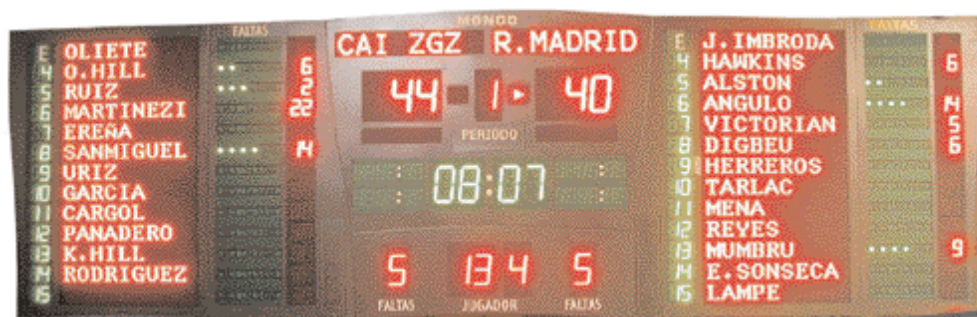 MONDO
FALTAS
FALTAS
E OLIETE
4 O.HILL 6
5 RUIZ 2
6 MARTINEZI 22
7 EREÑA
8 SANMIGUEL 14
9 URIZ
10 GARCIA
11 CARGOL
12 PANADERO
13 K.HILL
14 RODRIGUEZ
15
CAI ZGZ R.MADRID
44 1 40
PERIODO
08:07
5 13 4 5
FALTAS JUGADOR FALTAS
E J.IMBRODA
4 HAWKINS 6
5 ALSTON
6 ANGULO 14
7 VICTORIAN 5
8 DIGBEU 6
9 HERREROS
10 TARLAC
11 MENA
12 REYES
13 MUMBRU 9
14 E.SONSECA
15 LAMPE